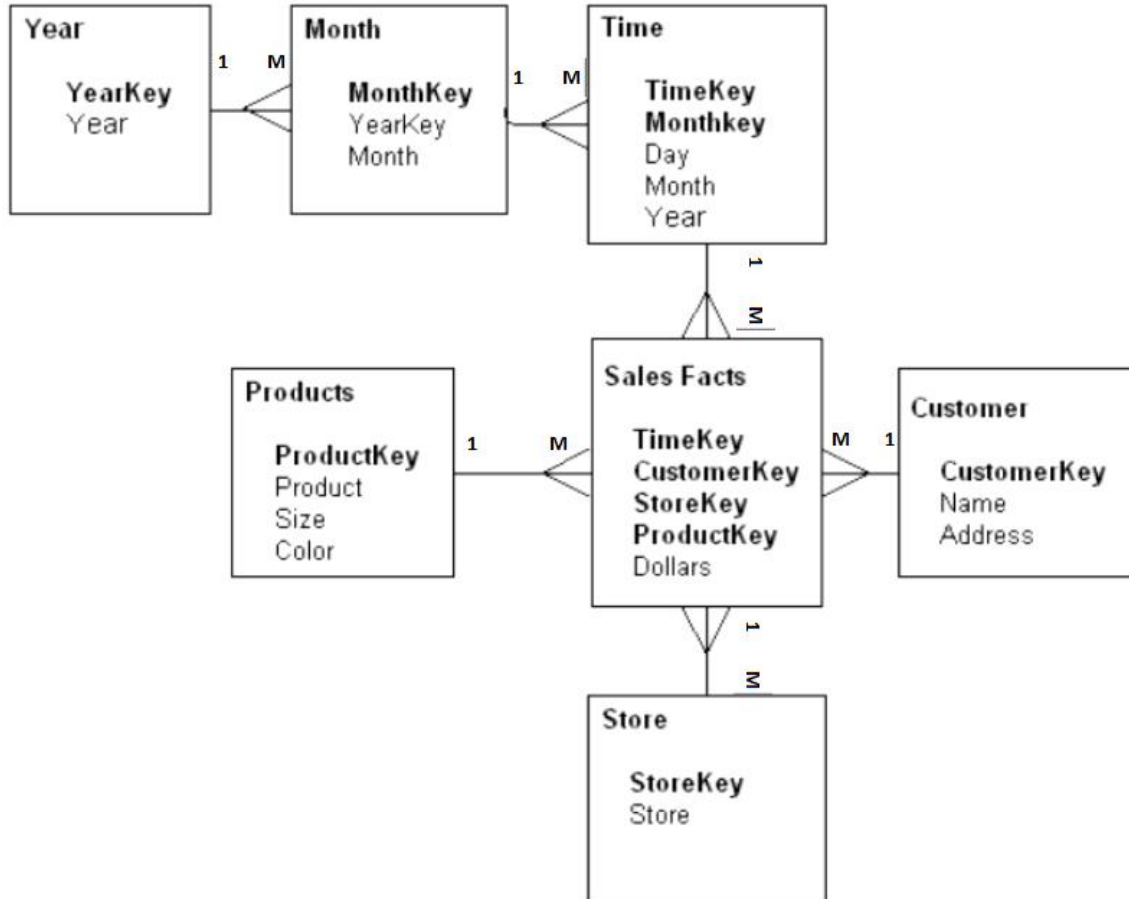 Year
YearKey
Year
1 M
Month
MonthKey
YearKey
Month
1 M
Time
TimeKey
Monthkey
Day
Month
Year
1
M
Products
ProductKey
Product
Size
Color
1 M
Sales Facts
TimeKey
CustomerKey
StoreKey
ProductKey
Dollars
M 1
Customer
CustomerKey
Name
Address
1
M
Store
StoreKey
Store